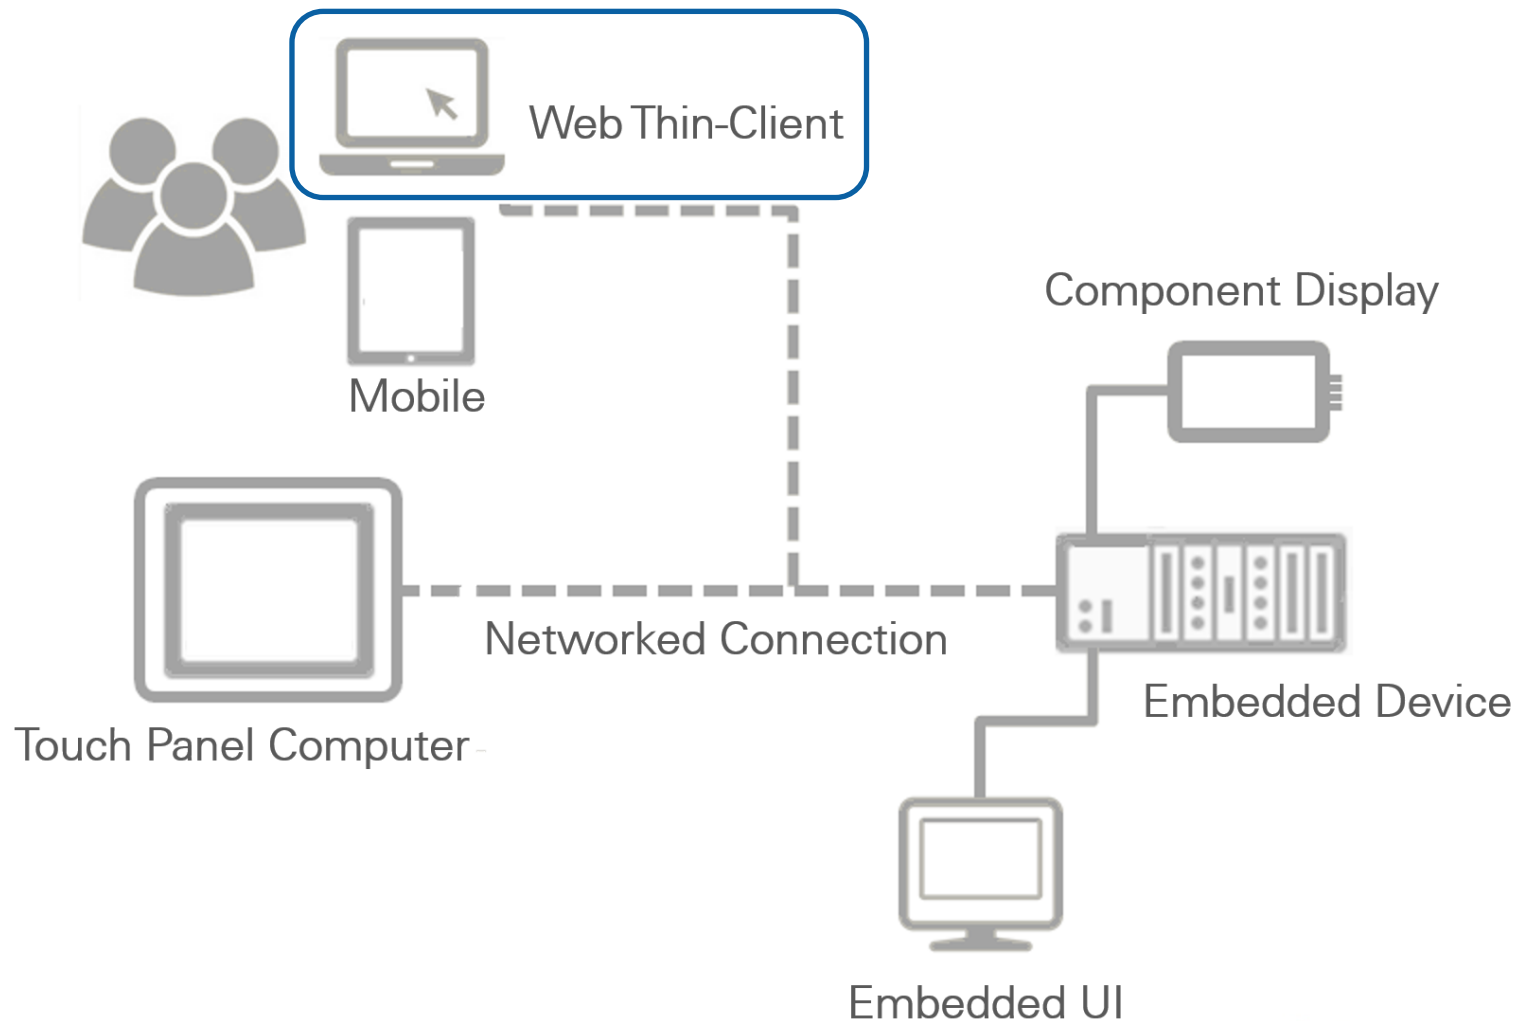 Web Thin-Client
Mobile
Component Display
Networked Connection
Touch Panel Computer
Embedded Device
Embedded UI